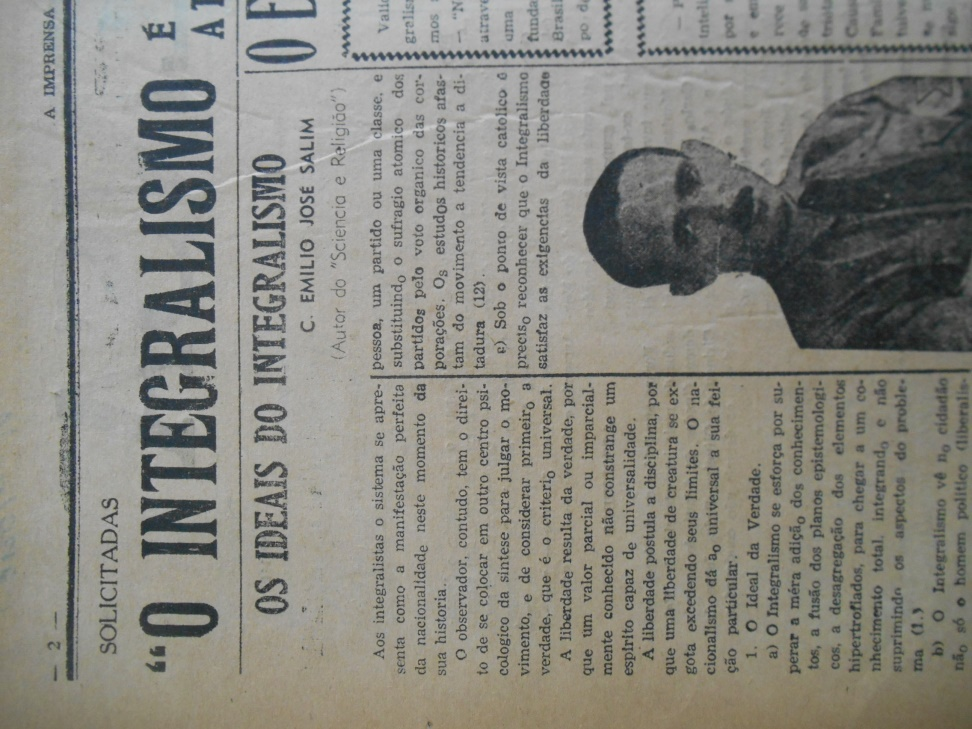 — 2 —
A IMPRENSA
SOLICITADAS
"O INTEGRALISMO É
OS IDEAIS DO INTEGRALISMO
C. EMILIO JOSÉ SALIM
(Autor do "Sciencia e Religião")
Aos integralistas o sistema se apre-
senta como a manifestação perfeita
da nacionalidade neste momento da
sua historia.
O observador, contudo, tem o direi-
to de se colocar em outro centro psi-
cologico da sintese para julgar o mo-
vimento, e de considerar primeiro a
verdade, que é o criterio universal.
A liberdade resulta da verdade, por
que um valor parcial ou imparcial-
mente conhecido não constrange um
espirito capaz de universalidade.
A liberdade postula a disciplina, por
que uma liberdade de creatura se ex-
gota excedendo seus limites. O na-
cionalismo dá ao universal a sua fei-
ção particular.
1. O Ideal da Verdade.
a) O Integralismo se esforça por su-
perar a méra adição dos conhecimen-
tos, a fusão dos planos espistemologi-
cos, a desagregação dos elementos
hipertrofiados, para chegar a um co-
nhecimento total, integrando, e não
suprimindo os aspectos do proble-
ma (1.)
b) O Integralismo vê no cidadão
não só o homem politico (liberalis-
pessoa, um partido ou uma classe, e
substituindo o sufragio atomico dos
partidos pelo voto organico das cor-
porações. Os estudos historicos afas-
tam do movimento a tendencia a di-
tadura (12).
c). Sob o ponto de vista catolico é
preciso reconhecer que o Integralismo
satisfaz as exigencias da liberdade
O E
gralis
mos a
— "N
atrave
uma
funda
Brasil
po de